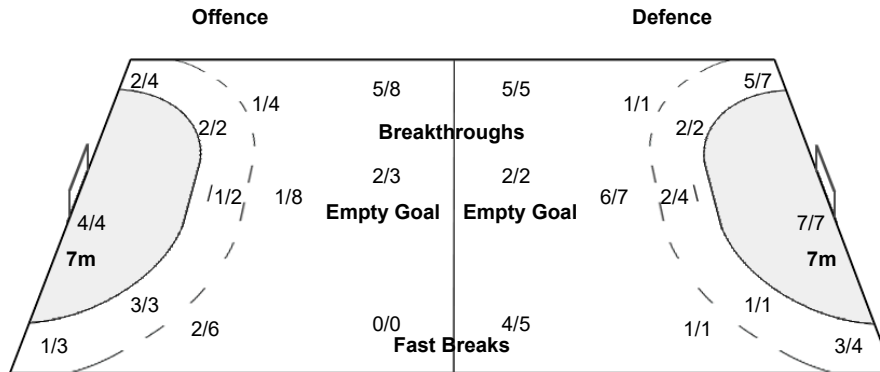 Offence Defence
2/4 5/8 5/5 5/7
1/4 1/1
2/2 Breakthroughs 2/2
2/3 2/2
1/2 1/8 6/7 2/4
Empty Goal Empty Goal
4/4 7/7
7m 7m
3/3 1/1
2/6 0/0 4/5 1/1
1/3 Fast Breaks 3/4